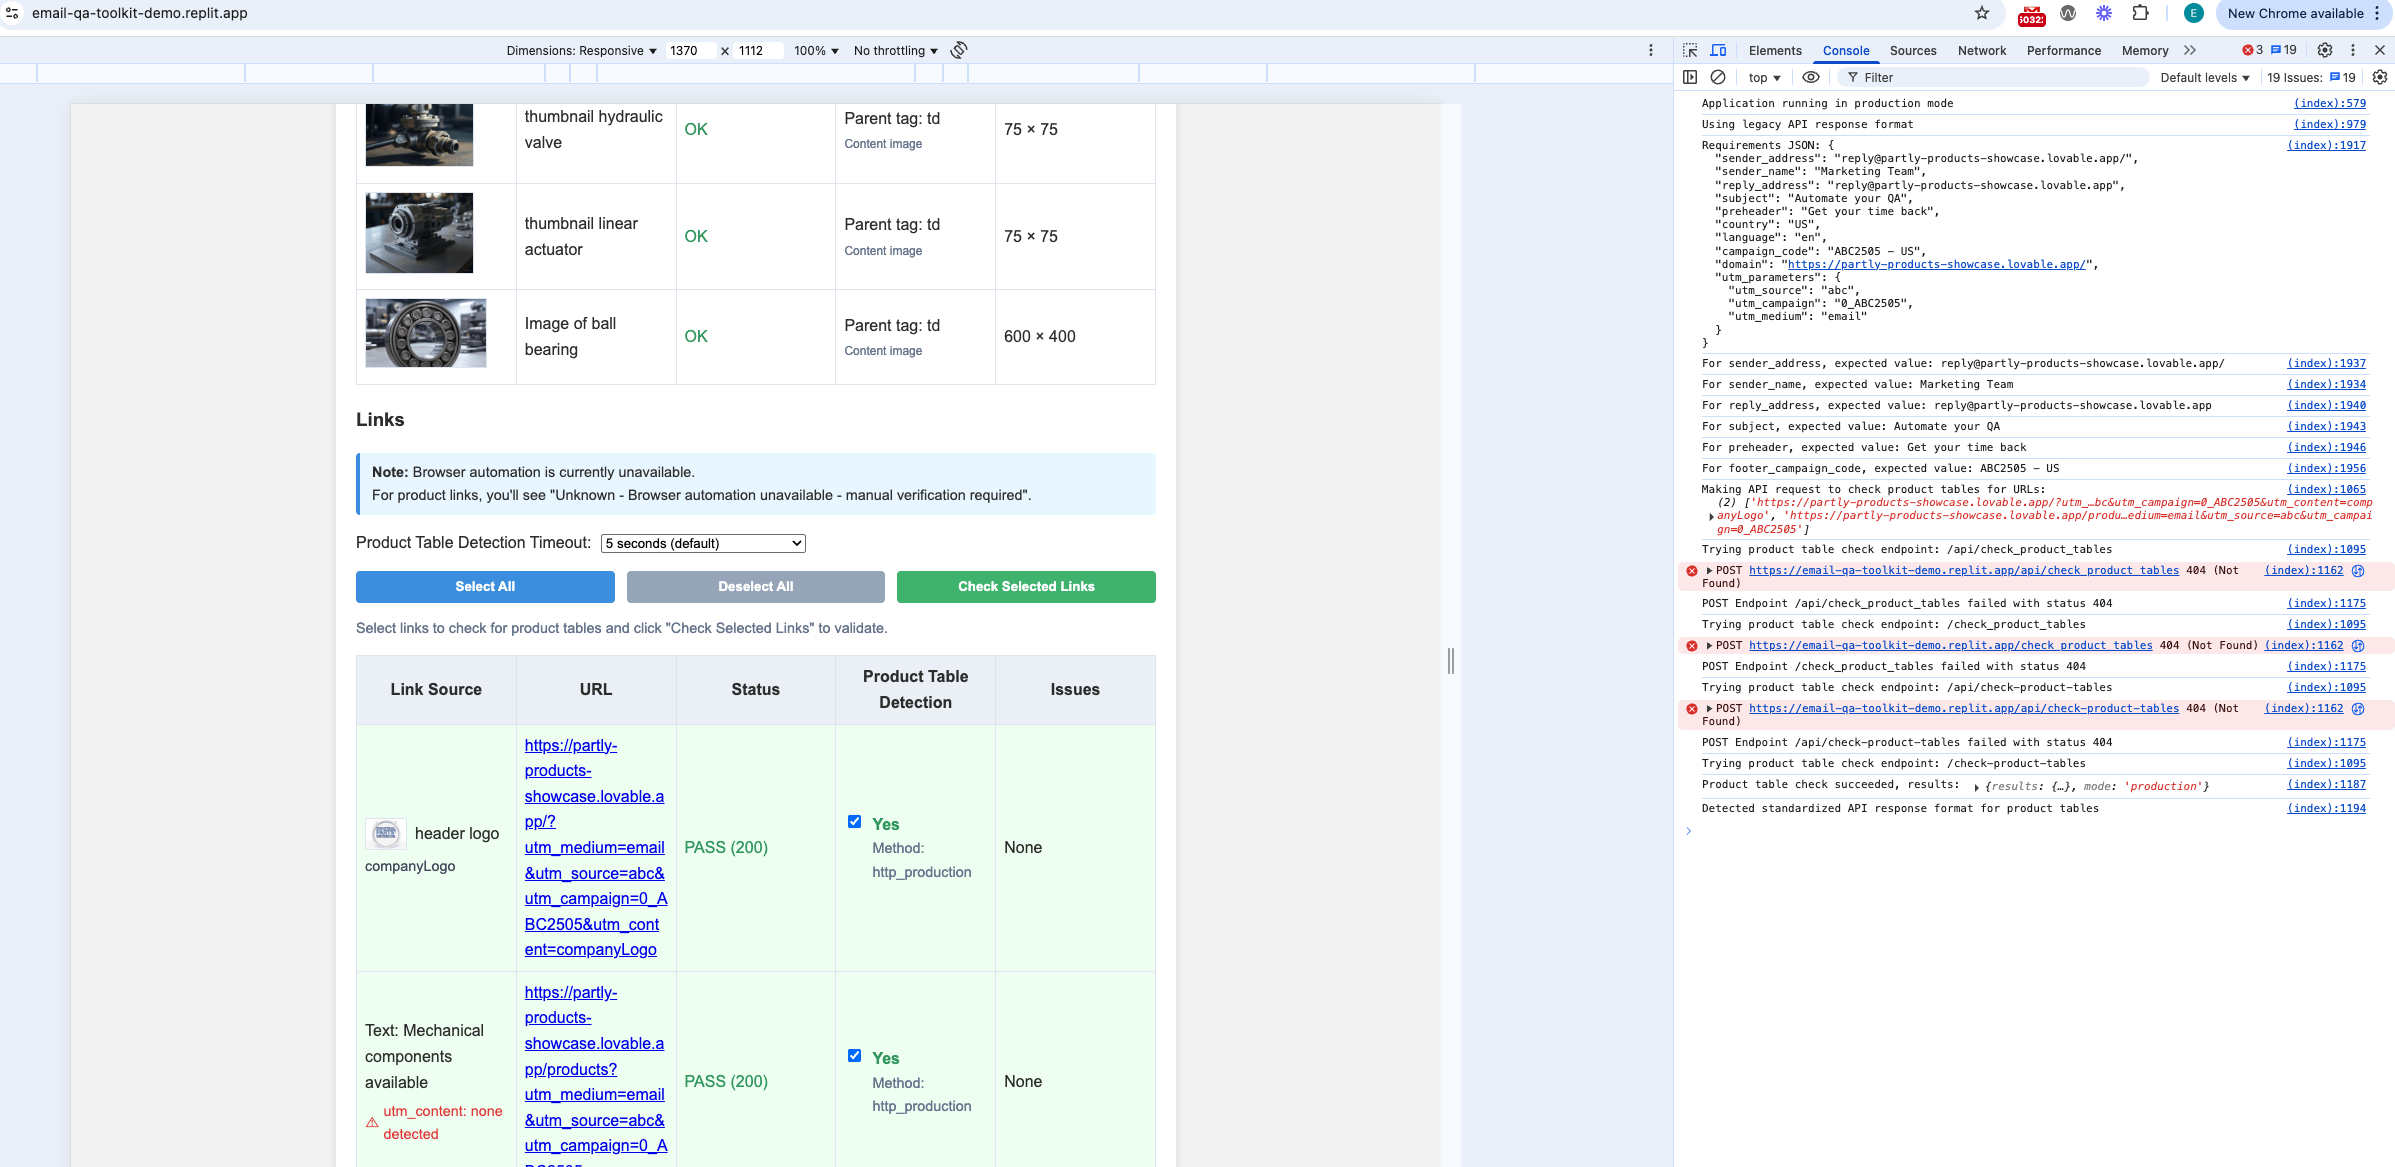 email-qa-toolkit-demo.replit.app
E
New Chrome available
Dimensions: Responsive
1370
x
1112
100%
No throttling
Elements
Console
Sources
Network
Performance
Memory
3
19
top
Filter
Default levels
19 Issues:
19
thumbnail hydraulic
valve
OK
Parent tag: td
Content image
75 × 75
thumbnail linear
actuator
OK
Parent tag: td
Content image
75 × 75
Image of ball
bearing
OK
Parent tag: td
Content image
600 × 400
Links
Note: Browser automation is currently unavailable.
For product links, you'll see "Unknown - Browser automation unavailable - manual verification required".
Product Table Detection Timeout:
5 seconds (default)
Select All
Deselect All
Check Selected Links
Select links to check for product tables and click "Check Selected Links" to validate.
Link Source
URL
Status
Product Table
Detection
Issues
header logo
companyLogo
https://partly-
products-
showcase.lovable.a
pp/?
utm_medium=email
&utm_source=abc&
utm_campaign=0_A
BC2505&utm_cont
ent=companyLogo
PASS (200)
Yes
Method:
http_production
None
Text: Mechanical
components
available
utm_content: none
detected
https://partly-
products-
showcase.lovable.a
pp/products?
utm_medium=email
&utm_source=abc&
utm_campaign=0_A
PASS (200)
Yes
Method:
http_production
None
Application running in production mode (index):579
Using legacy API response format (index):979
Requirements JSON: { (index):1917
"sender_address": "reply@partly-products-showcase.lovable.app/",
"sender_name": "Marketing Team",
"reply_address": "reply@partly-products-showcase.lovable.app",
"subject": "Automate your QA",
"preheader": "Get your time back",
"country": "US",
"language": "en",
"campaign_code": "ABC2505 - US",
"domain": "https://partly-products-showcase.lovable.app/",
"utm_parameters": {
"utm_source": "abc",
"utm_campaign": "0_ABC2505",
"utm_medium": "email"
}
}
For sender_address, expected value: reply@partly-products-showcase.lovable.app/ (index):1937
For sender_name, expected value: Marketing Team (index):1934
For reply_address, expected value: reply@partly-products-showcase.lovable.app (index):1940
For subject, expected value: Automate your QA (index):1943
For preheader, expected value: Get your time back (index):1946
For footer_campaign_code, expected value: ABC2505 - US (index):1956
Making API request to check product tables for URLs: (index):1065
(2) ['https://partly-products-showcase.lovable.app/?utm_…bc&utm_campaign=0_ABC2505&utm_content=comp
anyLogo', 'https://partly-products-showcase.lovable.app/produ…edium=email&utm_source=abc&utm_campai
gn=0_ABC2505']
Trying product table check endpoint: /api/check_product_tables (index):1095
POST https://email-qa-toolkit-demo.replit.app/api/check_product_tables 404 (Not (index):1162
Found)
POST Endpoint /api/check_product_tables failed with status 404 (index):1175
Trying product table check endpoint: /check_product_tables (index):1095
POST https://email-qa-toolkit-demo.replit.app/check_product_tables 404 (Not Found) (index):1162
POST Endpoint /check_product_tables failed with status 404 (index):1175
Trying product table check endpoint: /api/check-product-tables (index):1095
POST https://email-qa-toolkit-demo.replit.app/api/check-product-tables 404 (Not (index):1162
Found)
POST Endpoint /api/check-product-tables failed with status 404 (index):1175
Trying product table check endpoint: /check-product-tables (index):1095
Product table check succeeded, results: {results: {…}, mode: 'production'} (index):1187
Detected standardized API response format for product tables (index):1194